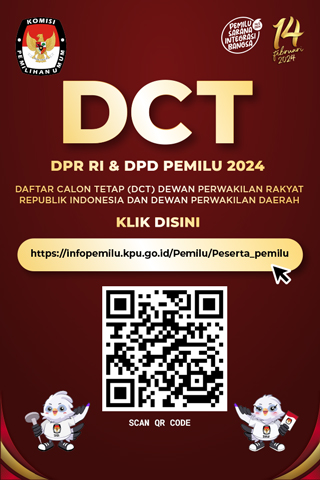 KOMISI
PEMILIHAN UMUM
PEMILU
SARANA
INTEGRASI
BANGSA
14
Februari
2024
DCT
DPR RI & DPD PEMILU 2024
DAFTAR CALON TETAP (DCT) DEWAN PERWAKILAN RAKYAT
REPUBLIK INDONESIA DAN DEWAN PERWAKILAN DAERAH
KLIK DISINI
https://infopemilu.kpu.go.id/Pemilu/Peserta_pemilu
SCAN QR CODE